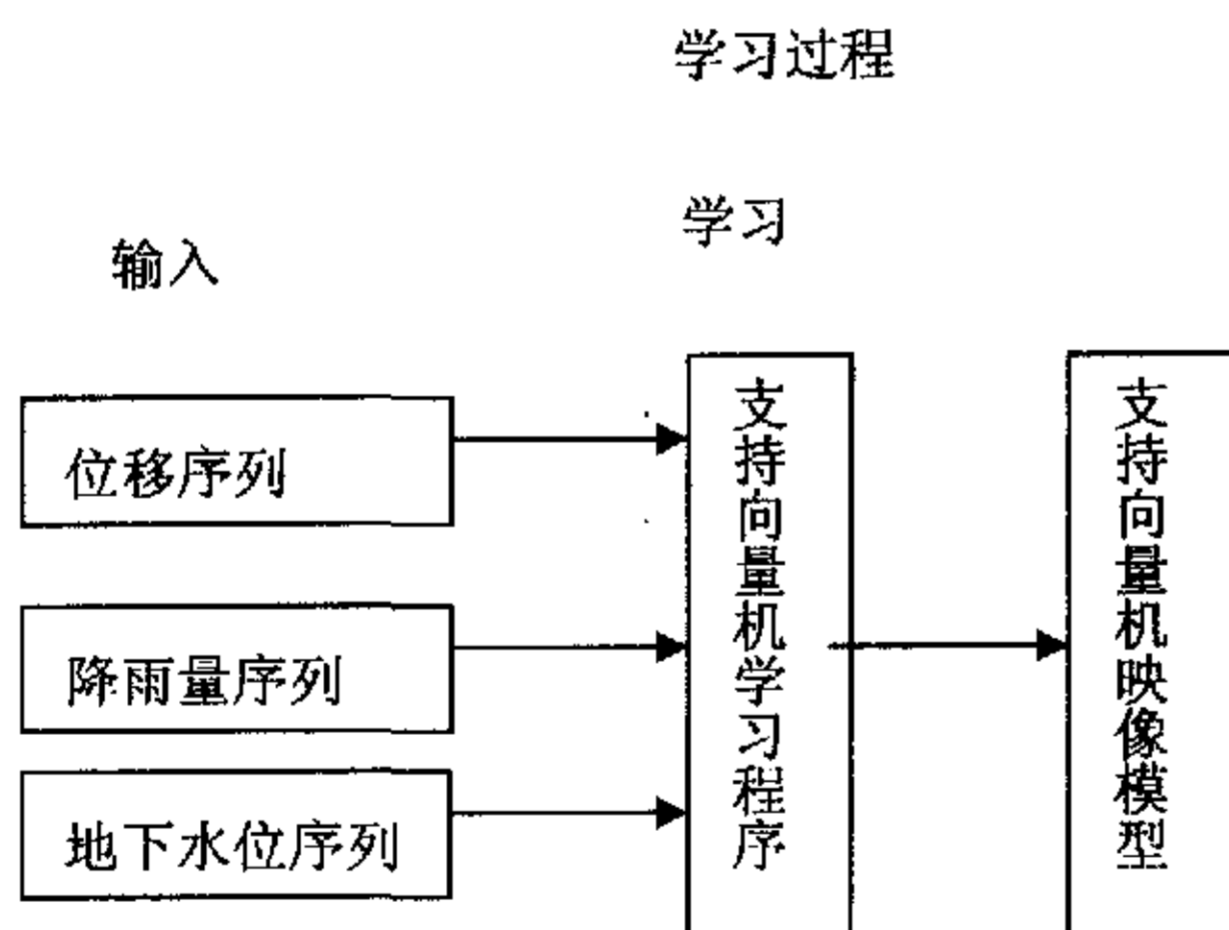 学习过程
学习
输入
位移序列
降雨量序列
地下水位序列
支持向量机学习程序
支持向量机映像模型